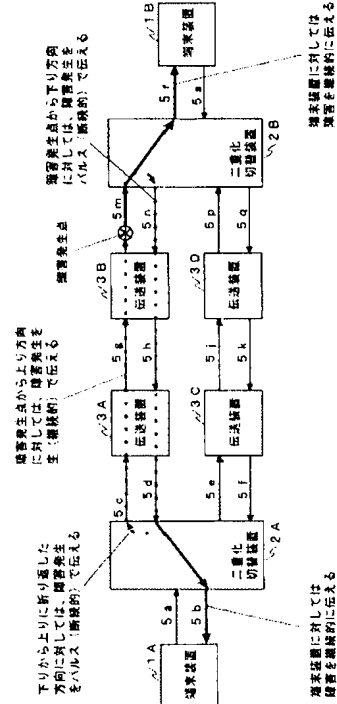 下りから上りに折り返した
方向に対しては、障害発生
をパルス(断続的)で伝える
障害発生点から上り方向
に対しては、障害発生を
生(継続的)で伝える
障害発生点
障害発生点から下り方向
に対しては、障害発生を
パルス(断続的)で伝える
1A
端末装置
5a
5b
2A
二重化
切替装置
5c
5d
5e
5f
3A
伝送装置
3C
伝送装置
5g
5h
5j
5k
3B
伝送装置
3D
伝送装置
5m
5n
5p
5q
2B
二重化
切替装置
5r
5s
1B
端末装置
端末装置に対しては
障害を継続的に伝える
端末装置に対しては
障害を継続的に伝える